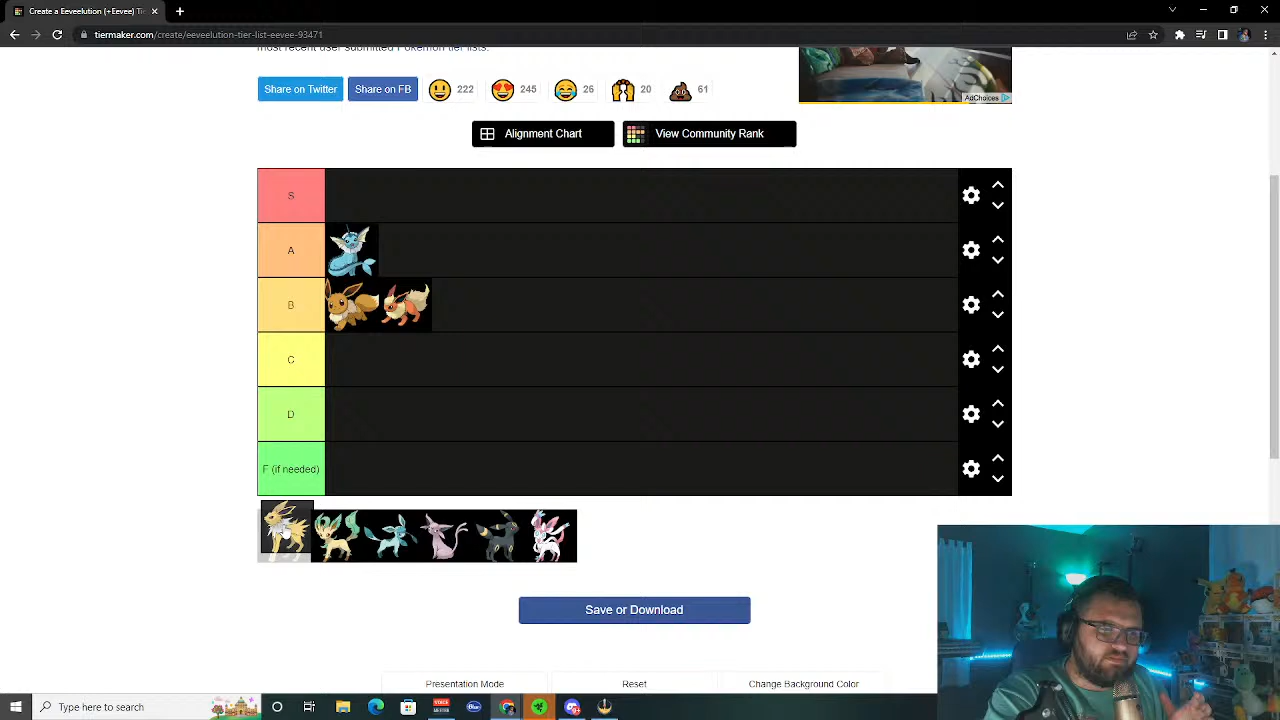 Create a Eeveelution (+Eevee) Tie
tiermaker.com/create/eeveelution-tier-list-eevee-93471
most recent user submitted Pokemon tier lists.
Share on Twitter Share on FB 222 245 26 20 61
AdChoices
Alignment Chart View Community Rank
S
A
B
C
D
F (if needed)
Save or Download
Presentation Mode Reset Change Background Color
Type here to search